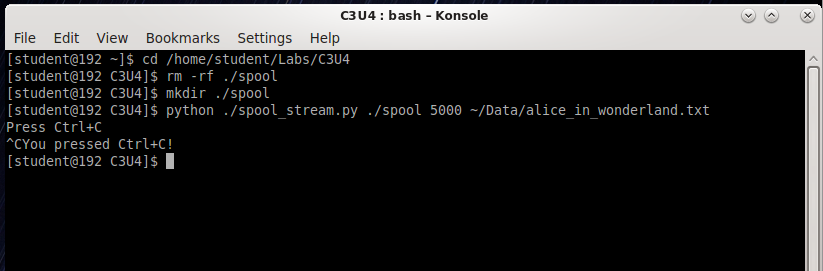 C3U4 : bash – Konsole
File Edit View Bookmarks Settings Help
[student@192 ~]$ cd /home/student/Labs/C3U4
[student@192 C3U4]$ rm -rf ./spool
[student@192 C3U4]$ mkdir ./spool
[student@192 C3U4]$ python ./spool_stream.py ./spool 5000 ~/Data/alice_in_wonderland.txt
Press Ctrl+C
^CYou pressed Ctrl+C!
[student@192 C3U4]$